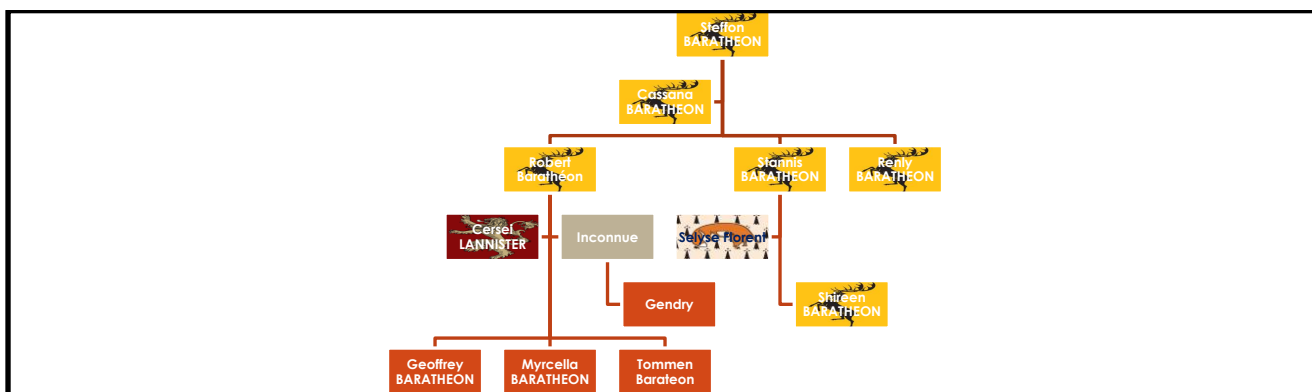 Steffon
BARATHEON
Cassana
BARATHEON
Robert
Barathéon
Stannis
BARATHEON
Renly
BARATHEON
Cersei
LANNISTER
Inconnue
Selyse Florent
Gendry
Shireen
BARATHEON
Geoffrey
BARATHEON
Myrcella
BARATHEON
Tommen
Barateon